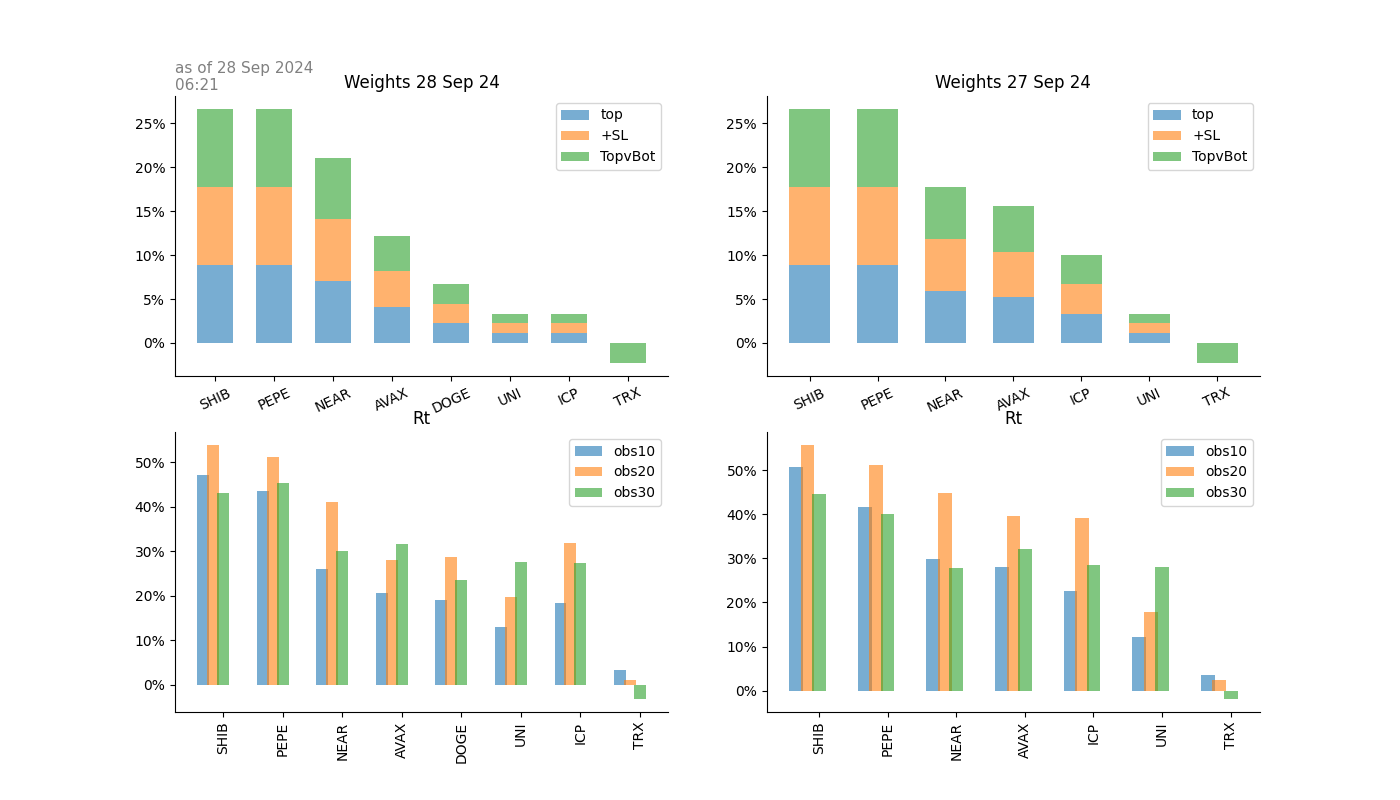 as of 28 Sep 2024
06:21
Weights 28 Sep 24
25%
20%
15%
10%
5%
0%
top
+SL
TopvBot
SHIB PEPE NEAR AVAX DOGE UNI ICP TRX
Weights 27 Sep 24
25%
20%
15%
10%
5%
0%
top
+SL
TopvBot
SHIB PEPE NEAR AVAX ICP UNI TRX
Rt
50%
40%
30%
20%
10%
0%
obs10
obs20
obs30
SHIB PEPE NEAR AVAX DOGE UNI ICP TRX
Rt
50%
40%
30%
20%
10%
0%
obs10
obs20
obs30
SHIB PEPE NEAR AVAX ICP UNI TRX